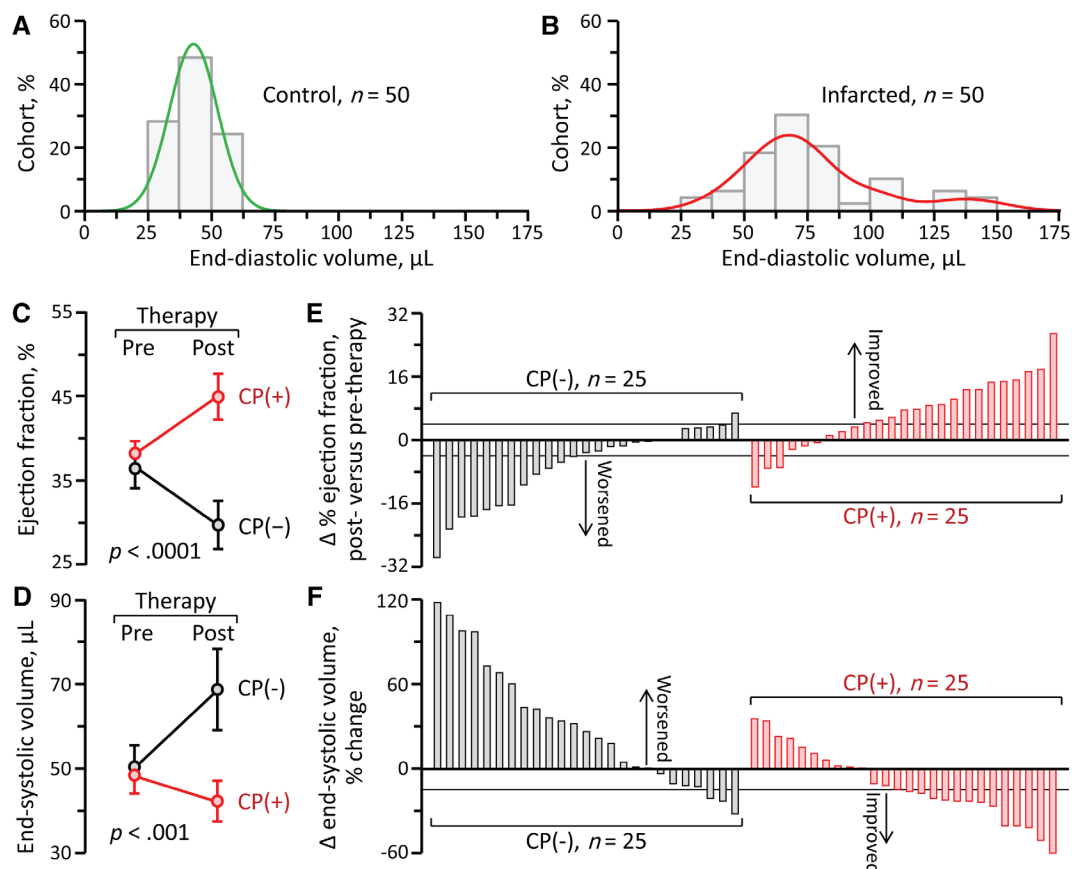 A
60
40
20
0
Cohort, %
Control, n = 50
0 25 50 75 100 125 150 175
End-diastolic volume, µL
B
60
40
20
0
Cohort, %
Infarcted, n = 50
0 25 50 75 100 125 150 175
End-diastolic volume, µL
C
55
45
35
25
Ejection fraction, %
Therapy
Pre Post
CP(+)
CP(−)
p < .0001
E
32
16
0
-16
-32
Δ % ejection fraction,
post- versus pre-therapy
CP(-), n = 25
Worsened
Improved
CP(+), n = 25
D
90
70
50
30
End-systolic volume, µL
Therapy
Pre Post
CP(-)
CP(+)
p < .001
F
120
60
0
-60
Δ end-systolic volume,
% change
Worsened
CP(-), n = 25
CP(+), n = 25
Improved